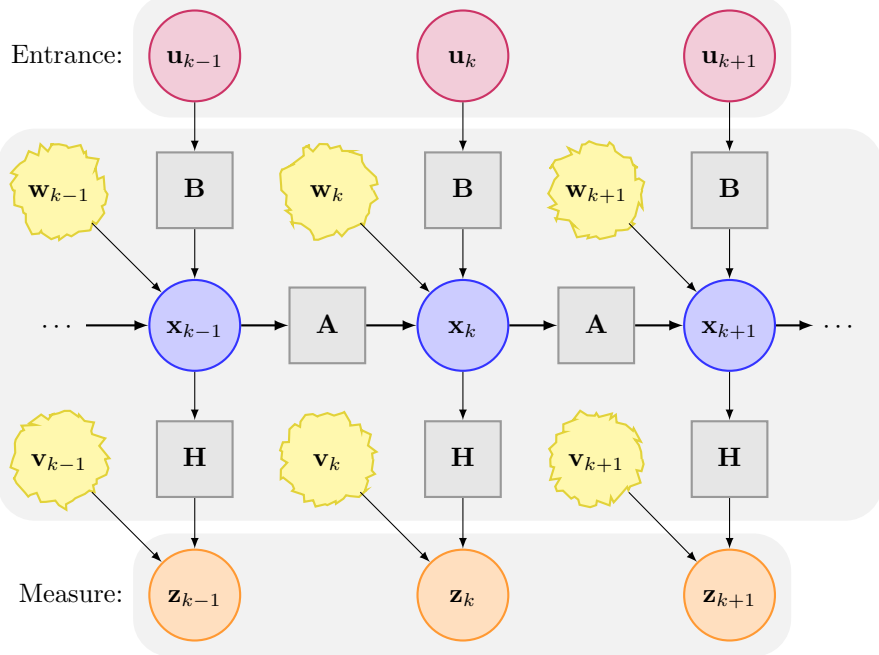 Entrance: u_{k−1} u_k u_{k+1}
w_{k−1} B w_k B w_{k+1} B
··· x_{k−1} A x_k A x_{k+1} ···
v_{k−1} H v_k H v_{k+1} H
Measure: z_{k−1} z_k z_{k+1}